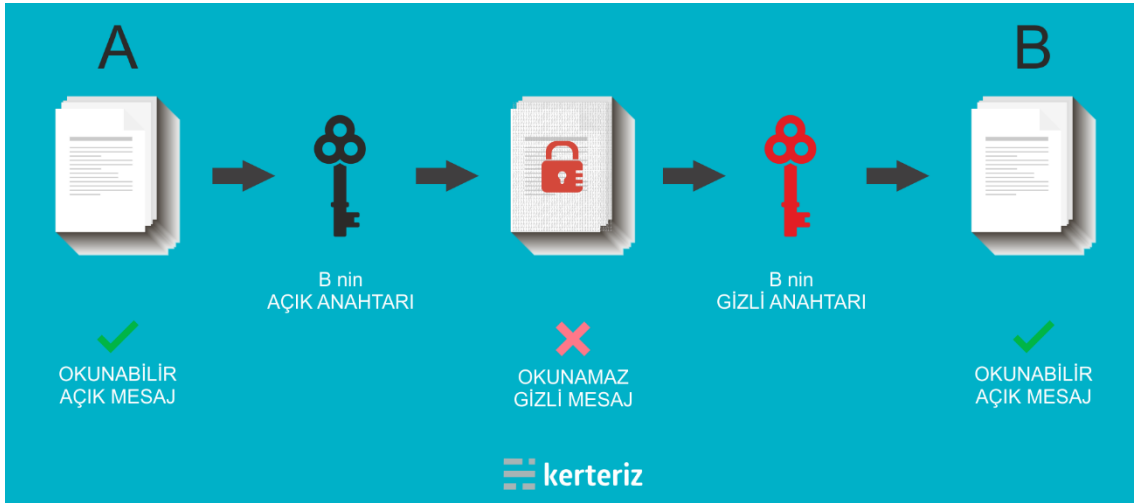 A
B
B nin
AÇIK ANAHTARI
B nin
GİZLİ ANAHTARI
OKUNABİLİR
AÇIK MESAJ
OKUNAMAZ
GİZLİ MESAJ
OKUNABİLİR
AÇIK MESAJ
kerteriz